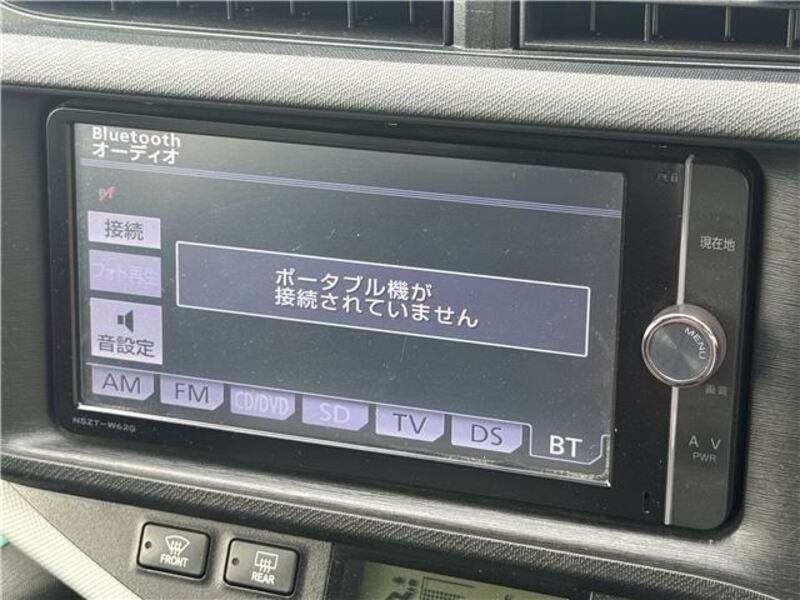 Bluetooth
オーディオ
接続
フォト再生
音設定
ポータブル機が
接続されていません
AM
FM
CD/DVD
SD
TV
DS
BT
NSZT-W62G
現在地
MENU
画質
AV
PWR
FRONT
REAR